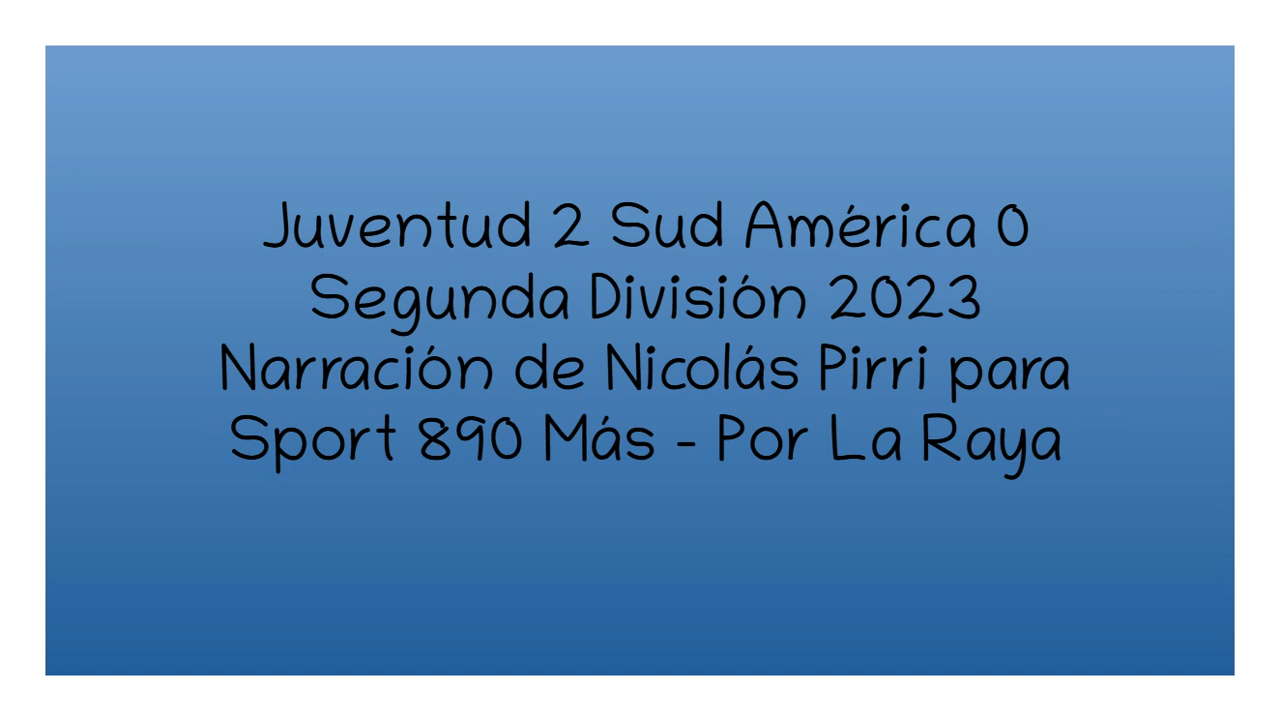 Juventud 2 Sud América 0
Segunda División 2023
Narración de Nicolás Pirri para
Sport 890 Más - Por La Raya